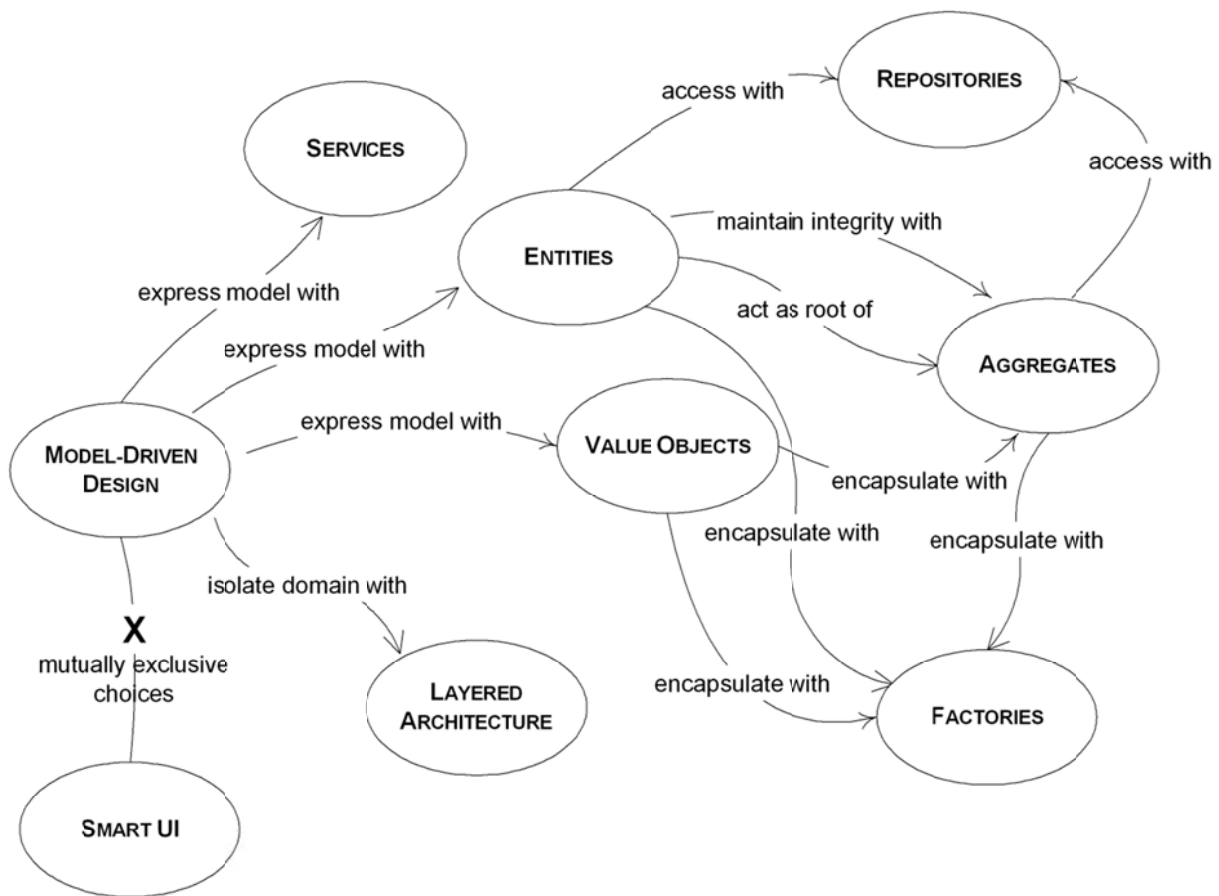 REPOSITORIES
access with
SERVICES
access with
maintain integrity with
ENTITIES
express model with
act as root of
express model with
AGGREGATES
express model with
VALUE OBJECTS
MODEL-DRIVEN
DESIGN
encapsulate with
encapsulate with
encapsulate with
isolate domain with
X
mutually exclusive
choices
encapsulate with
LAYERED
ARCHITECTURE
FACTORIES
SMART UI